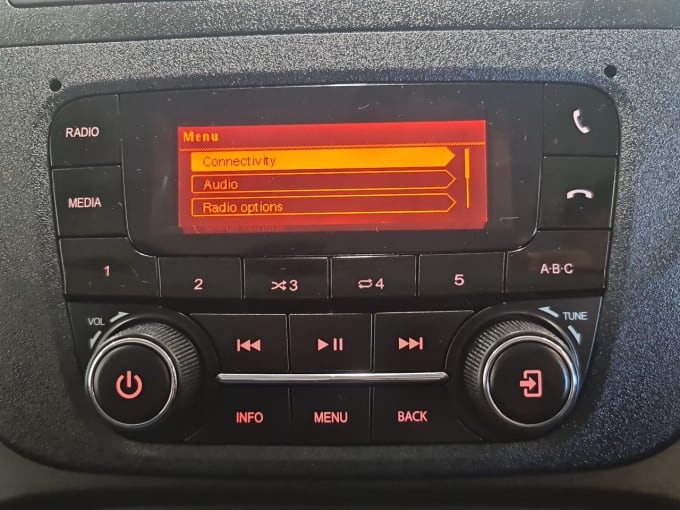 RADIO
MEDIA
Menu
Connectivity
Audio
Radio options
1
2
3
4
5
A·B·C
VOL
TUNE
INFO
MENU
BACK